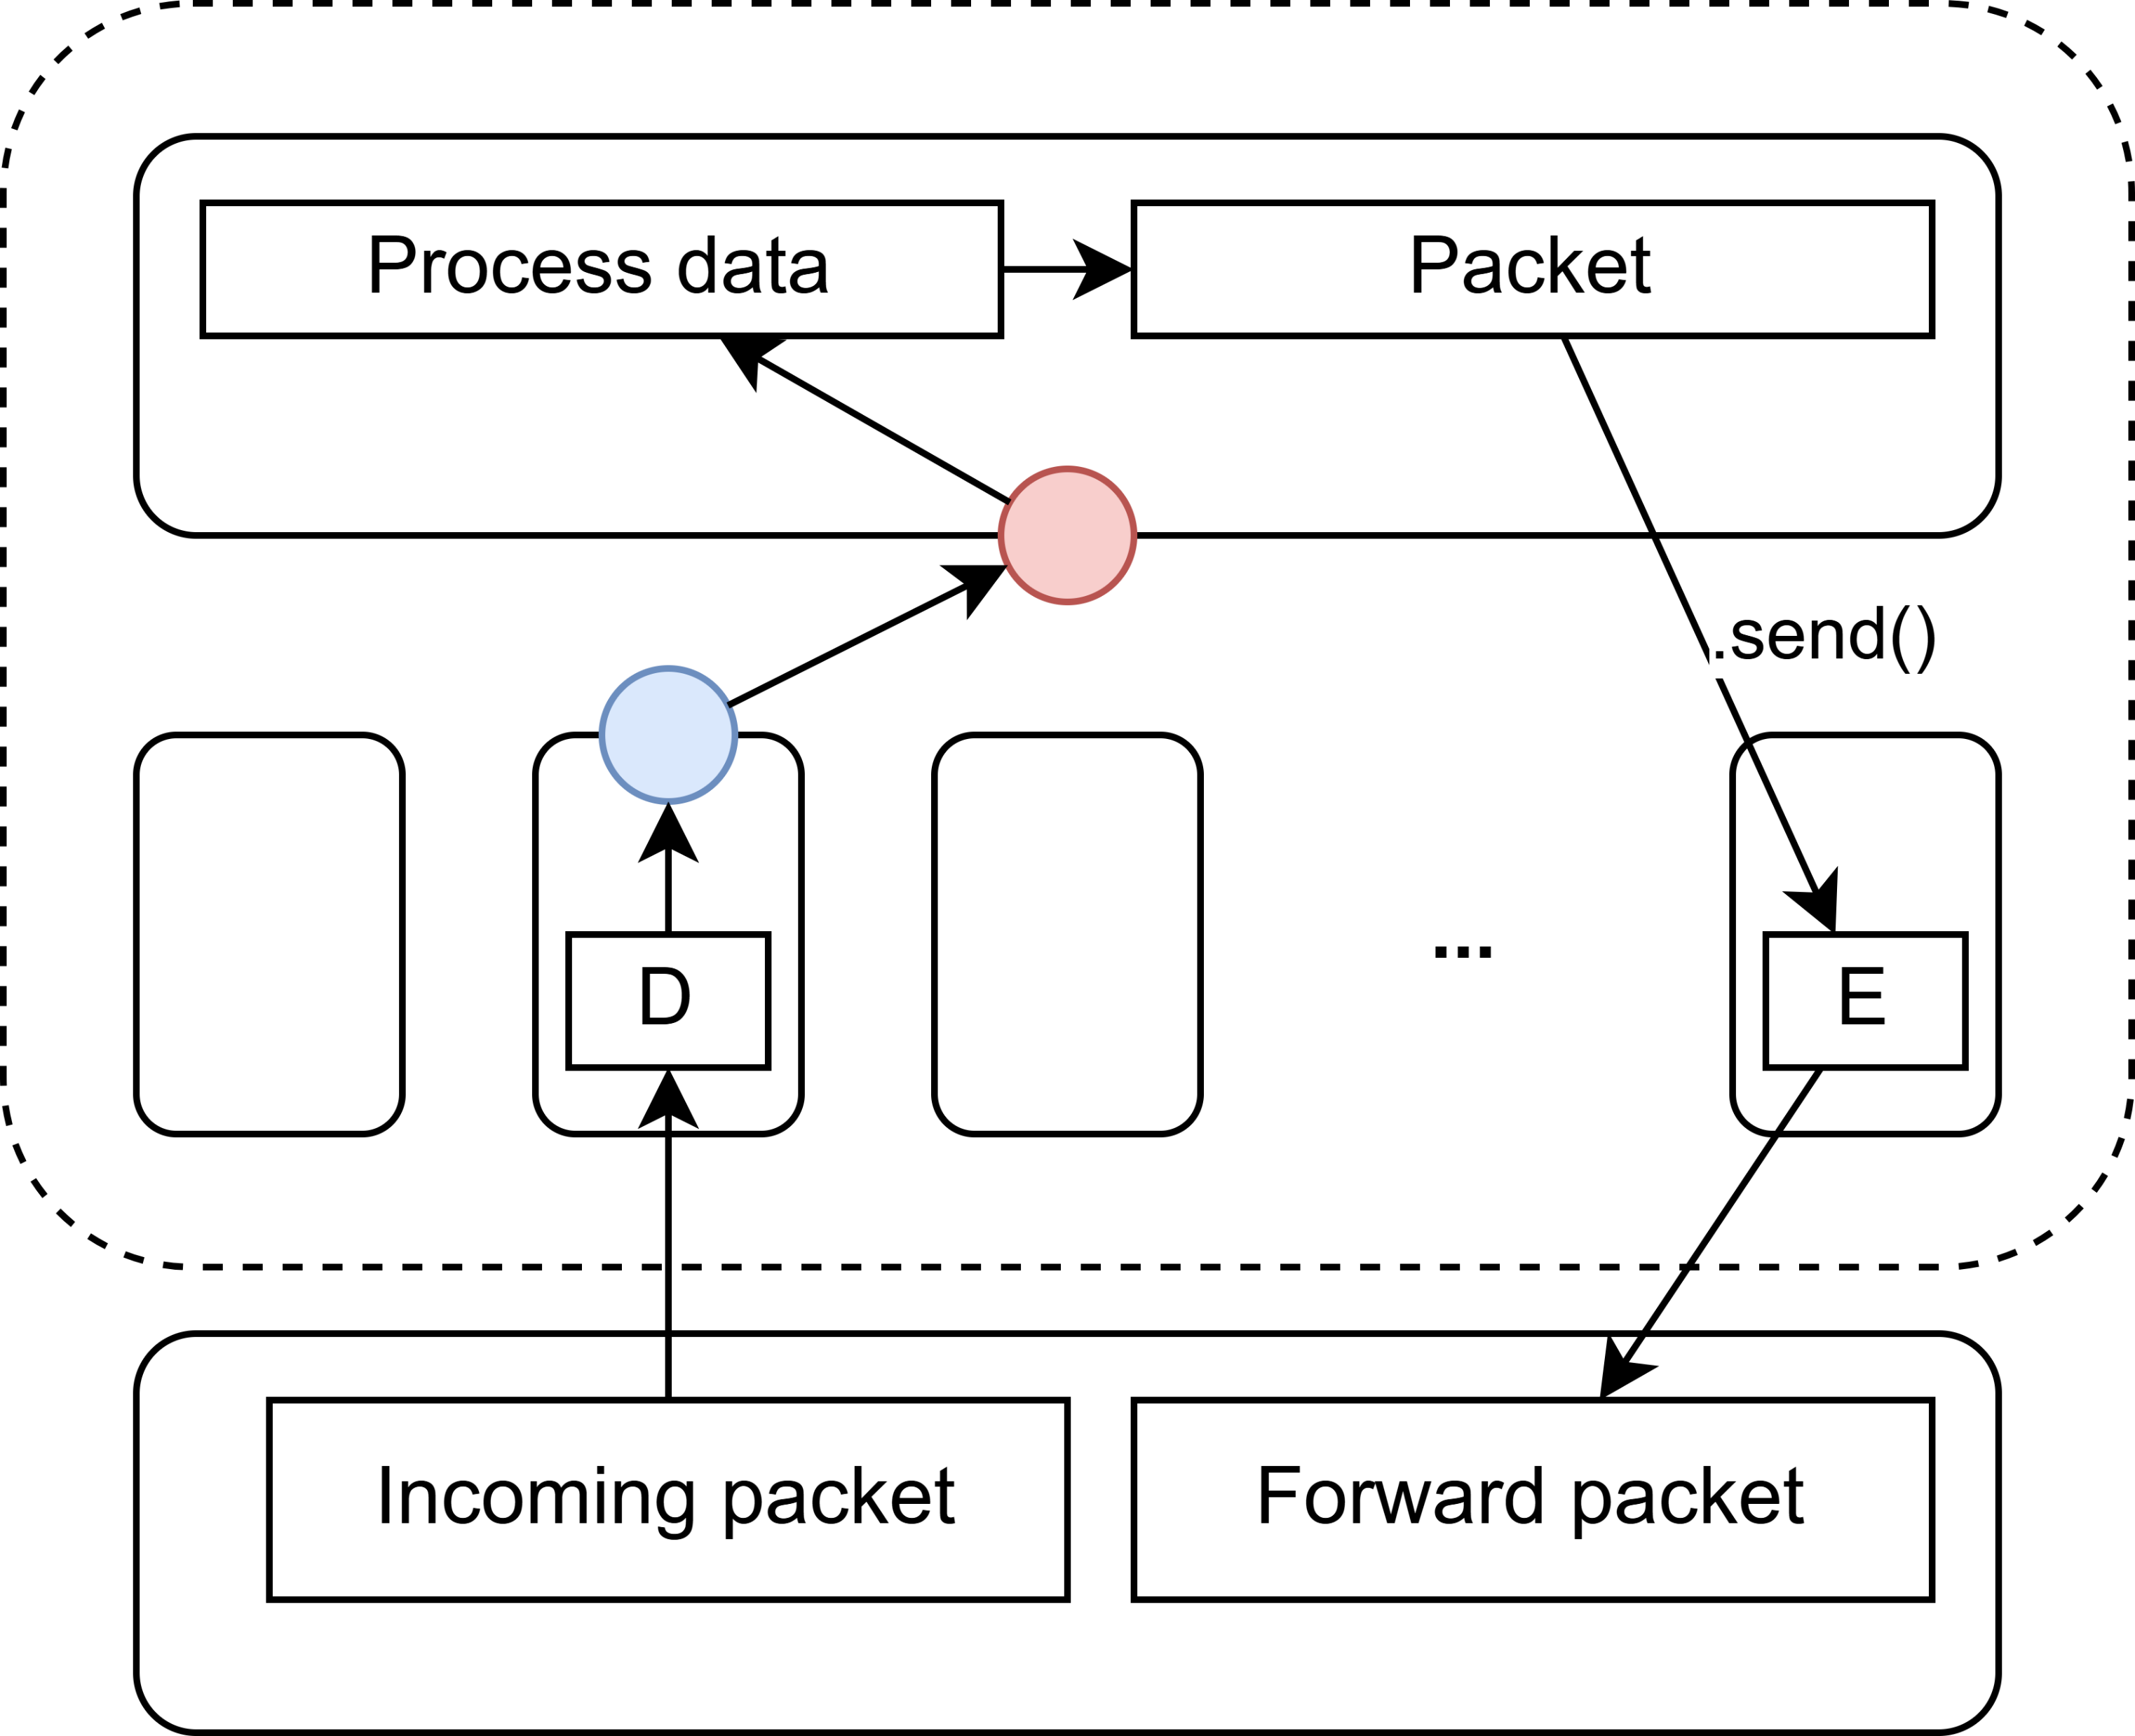 Process data
Packet
.send()
...
D
E
Incoming packet
Forward packet